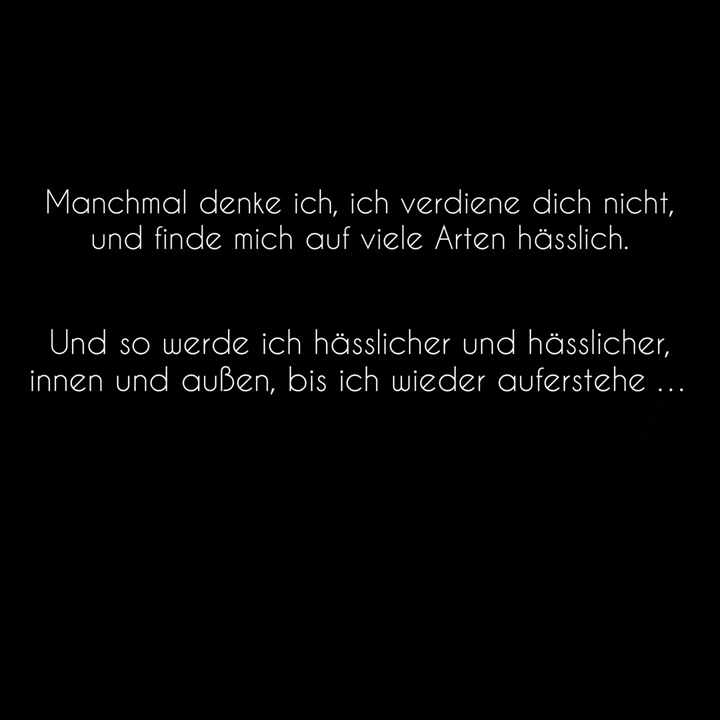 Manchmal denke ich, ich verdiene dich nicht,
und finde mich auf viele Arten hässlich.
Und so werde ich hässlicher und hässlicher,
innen und außen, bis ich wieder auferstehe ...